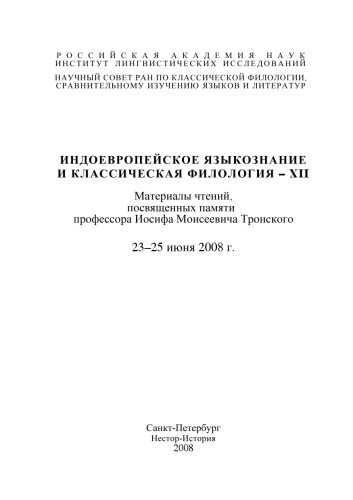 РОССИЙСКАЯ АКАДЕМИЯ НАУК
ИНСТИТУТ ЛИНГВИСТИЧЕСКИХ ИССЛЕДОВАНИЙ
НАУЧНЫЙ СОВЕТ РАН ПО КЛАССИЧЕСКОЙ ФИЛОЛОГИИ,
СРАВНИТЕЛЬНОМУ ИЗУЧЕНИЮ ЯЗЫКОВ И ЛИТЕРАТУР
ИНДОЕВРОПЕЙСКОЕ ЯЗЫКОЗНАНИЕ
И КЛАССИЧЕСКАЯ ФИЛОЛОГИЯ – XII
Материалы чтений,
посвященных памяти
профессора Иосифа Моисеевича Тронского
23–25 июня 2008 г.
Санкт-Петербург
Нестор-История
2008